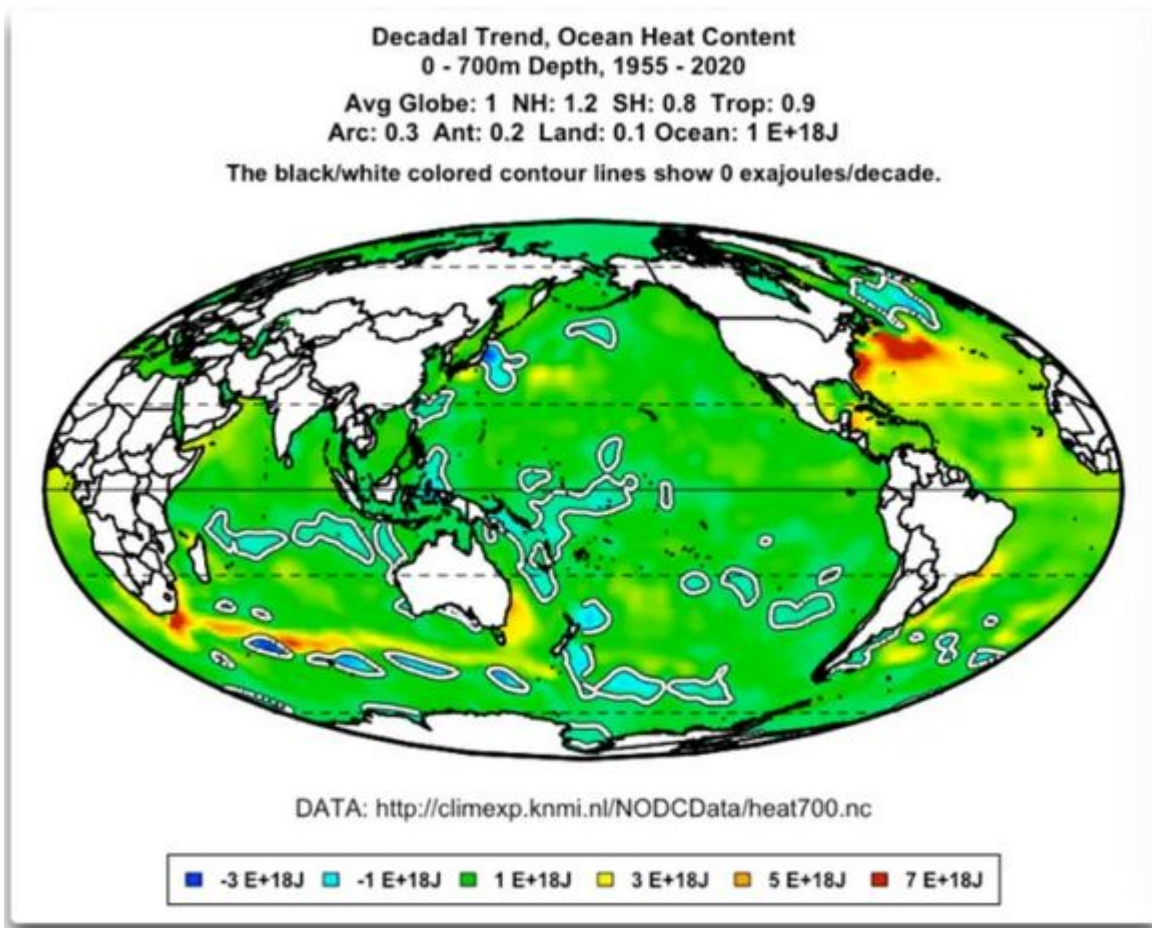 Decadal Trend, Ocean Heat Content
0 - 700m Depth, 1955 - 2020
Avg Globe: 1 NH: 1.2 SH: 0.8 Trop: 0.9
Arc: 0.3 Ant: 0.2 Land: 0.1 Ocean: 1 E+18J
The black/white colored contour lines show 0 exajoules/decade.
DATA: http://climexp.knmi.nl/NODCData/heat700.nc
-3 E+18J -1 E+18J 1 E+18J 3 E+18J 5 E+18J 7 E+18J